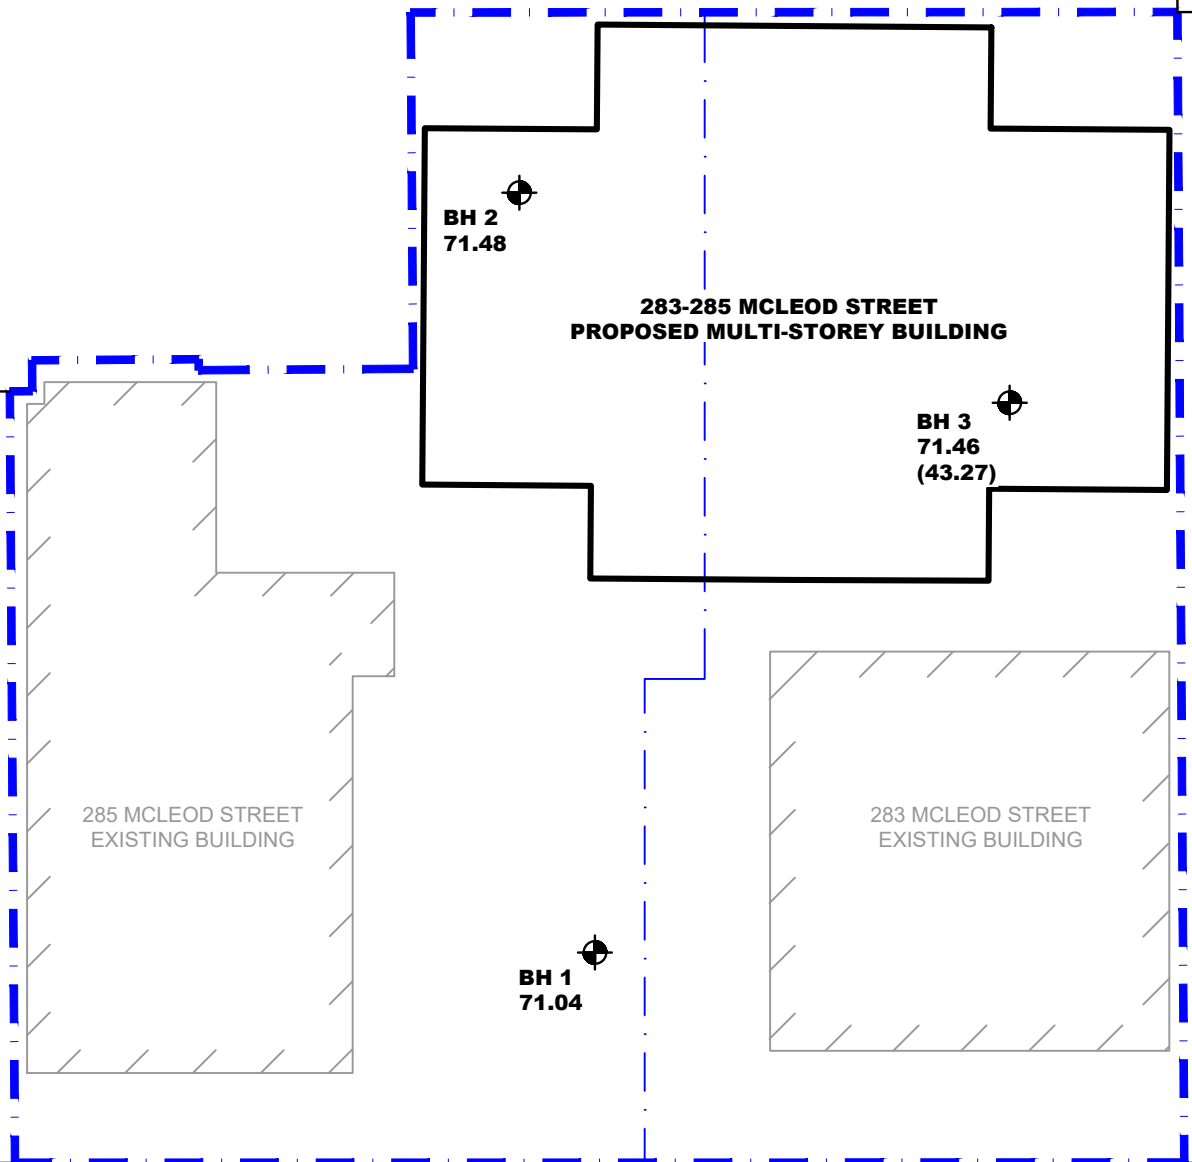 BH 2
71.48
283-285 MCLEOD STREET
PROPOSED MULTI-STOREY BUILDING
BH 3
71.46
(43.27)
285 MCLEOD STREET
EXISTING BUILDING
283 MCLEOD STREET
EXISTING BUILDING
BH 1
71.04